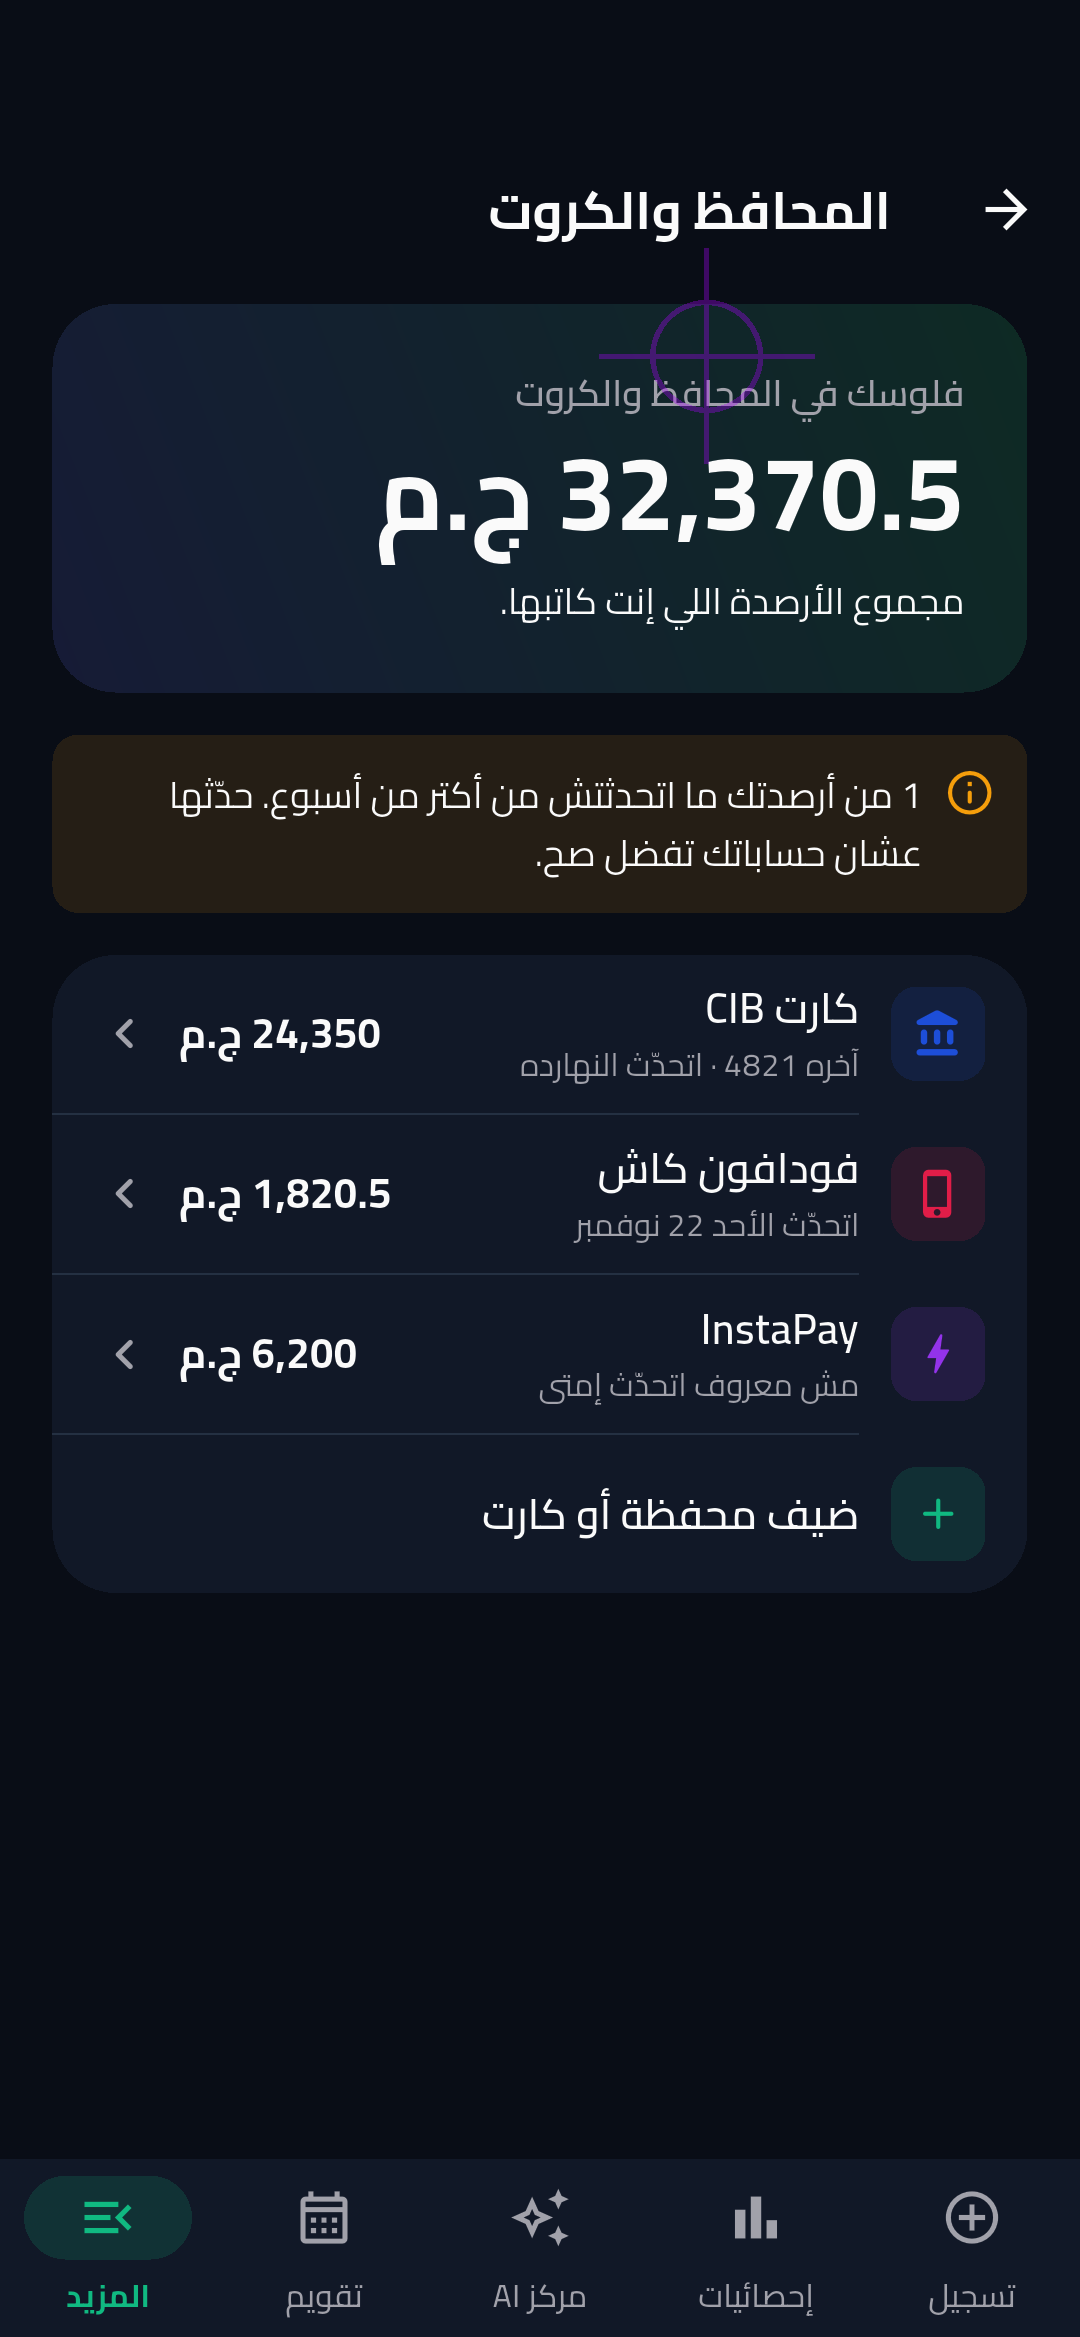 المحافظ والكروت
فلوسك في المحافظ والكروت
32,370.5 ج.م
مجموع الأرصدة اللي إنت كاتبها.
1 من أرصدتك ما اتحدثتش من أكتر من أسبوع. حدّثها
عشان حساباتك تفضل صح.
كارت CIB
آخره 4821 · اتحدّث النهارده
24,350 ج.م
فودافون كاش
اتحدّث الأحد 22 نوفمبر
1,820.5 ج.م
InstaPay
مش معروف اتحدّث إمتى
6,200 ج.م
ضيف محفظة أو كارت
تسجيل
إحصائيات
مركز AI
تقويم
المزيد